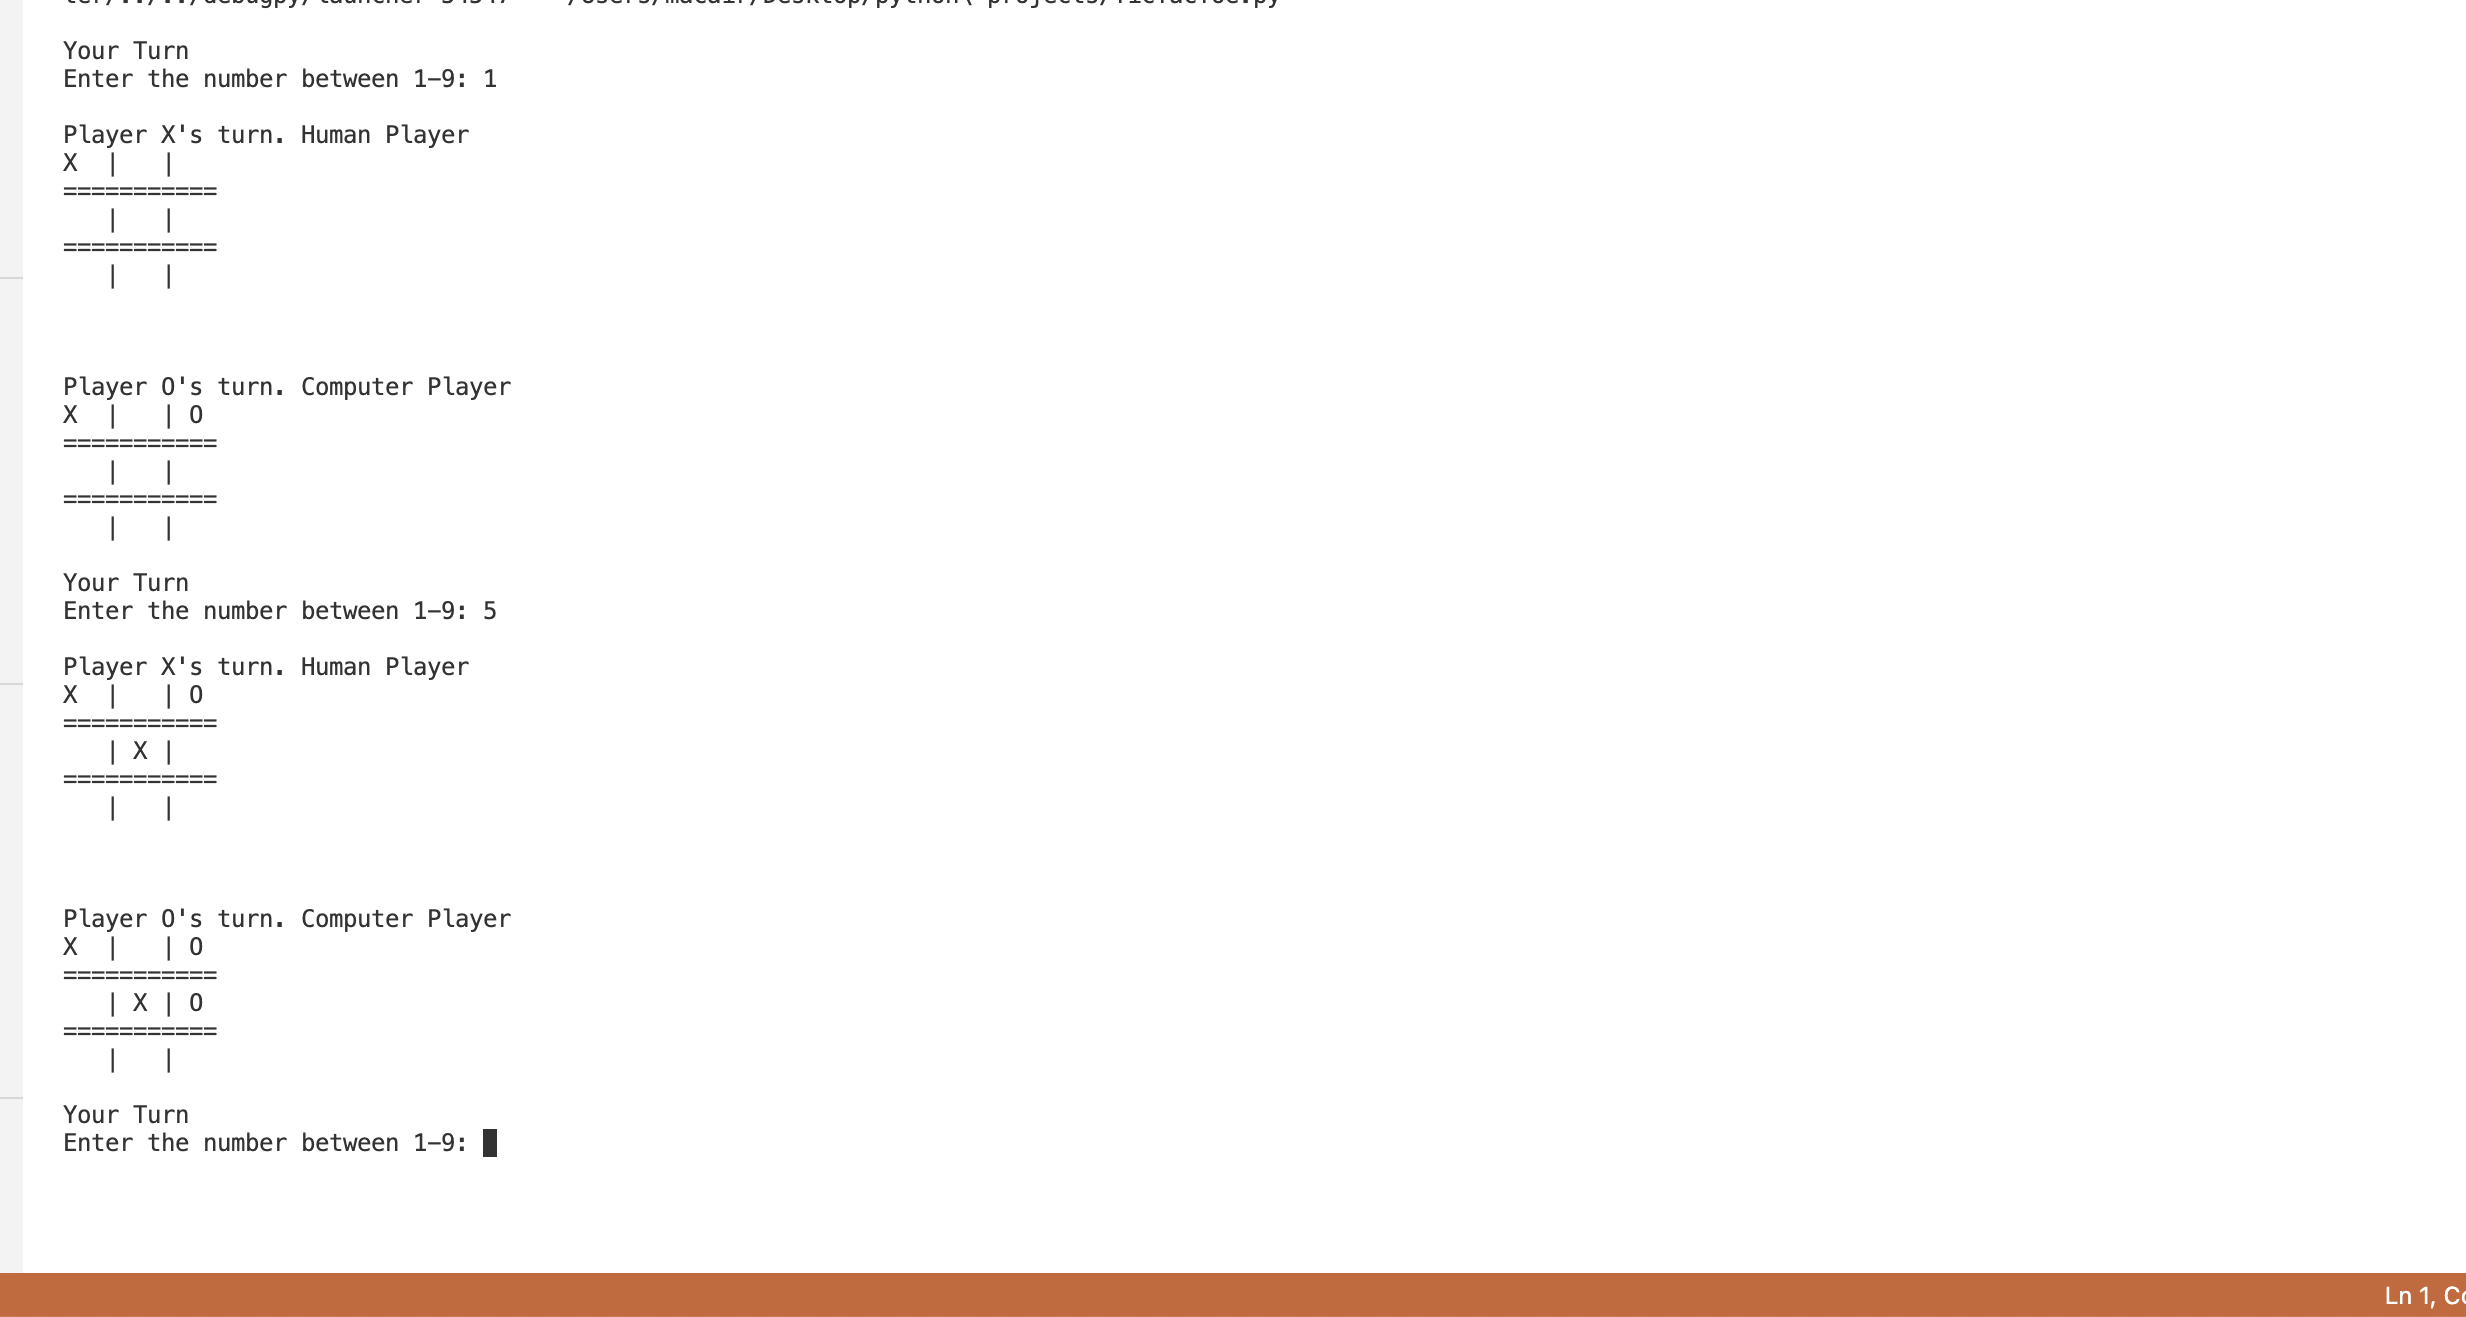 Your Turn
Enter the number between 1-9: 1
Player X's turn. Human Player
X  |   |
===========
   |   |
===========
   |   |
Player O's turn. Computer Player
X  |   | O
===========
   |   |
===========
   |   |
Your Turn
Enter the number between 1-9: 5
Player X's turn. Human Player
X  |   | O
===========
   | X |
===========
   |   |
Player O's turn. Computer Player
X  |   | O
===========
   | X | O
===========
   |   |
Your Turn
Enter the number between 1-9:
Ln 1,